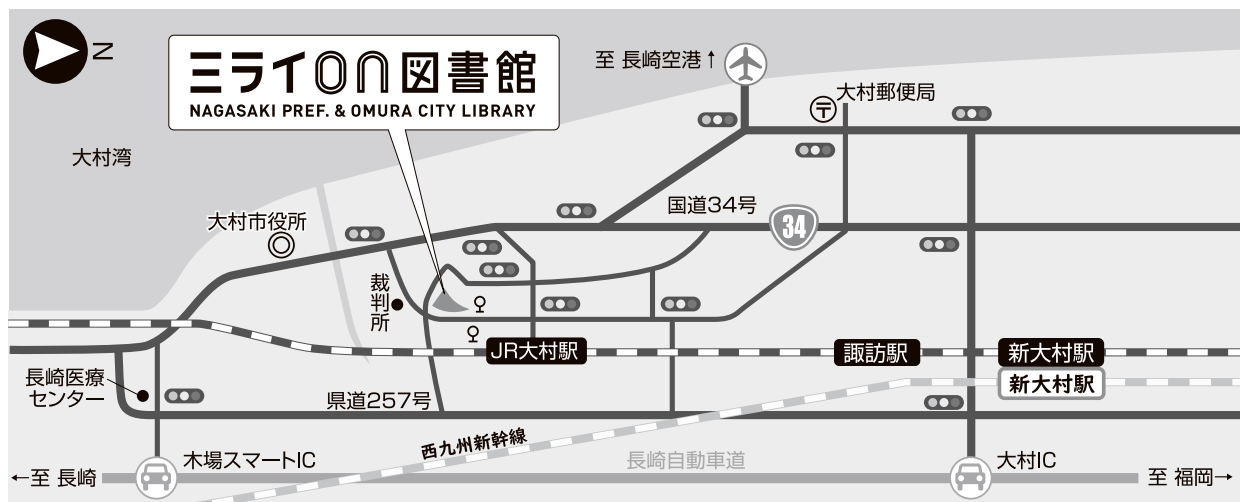 N
ミライon図書館
NAGASAKI PREF. & OMURA CITY LIBRARY
至 長崎空港↑
大村郵便局
〒
大村湾
国道34号
34
大村市役所
裁判所
JR大村駅
諏訪駅
新大村駅
新大村駅
長崎医療
センター
県道257号
西九州新幹線
木場スマートIC
長崎自動車道
大村IC
←至 長崎
至 福岡→